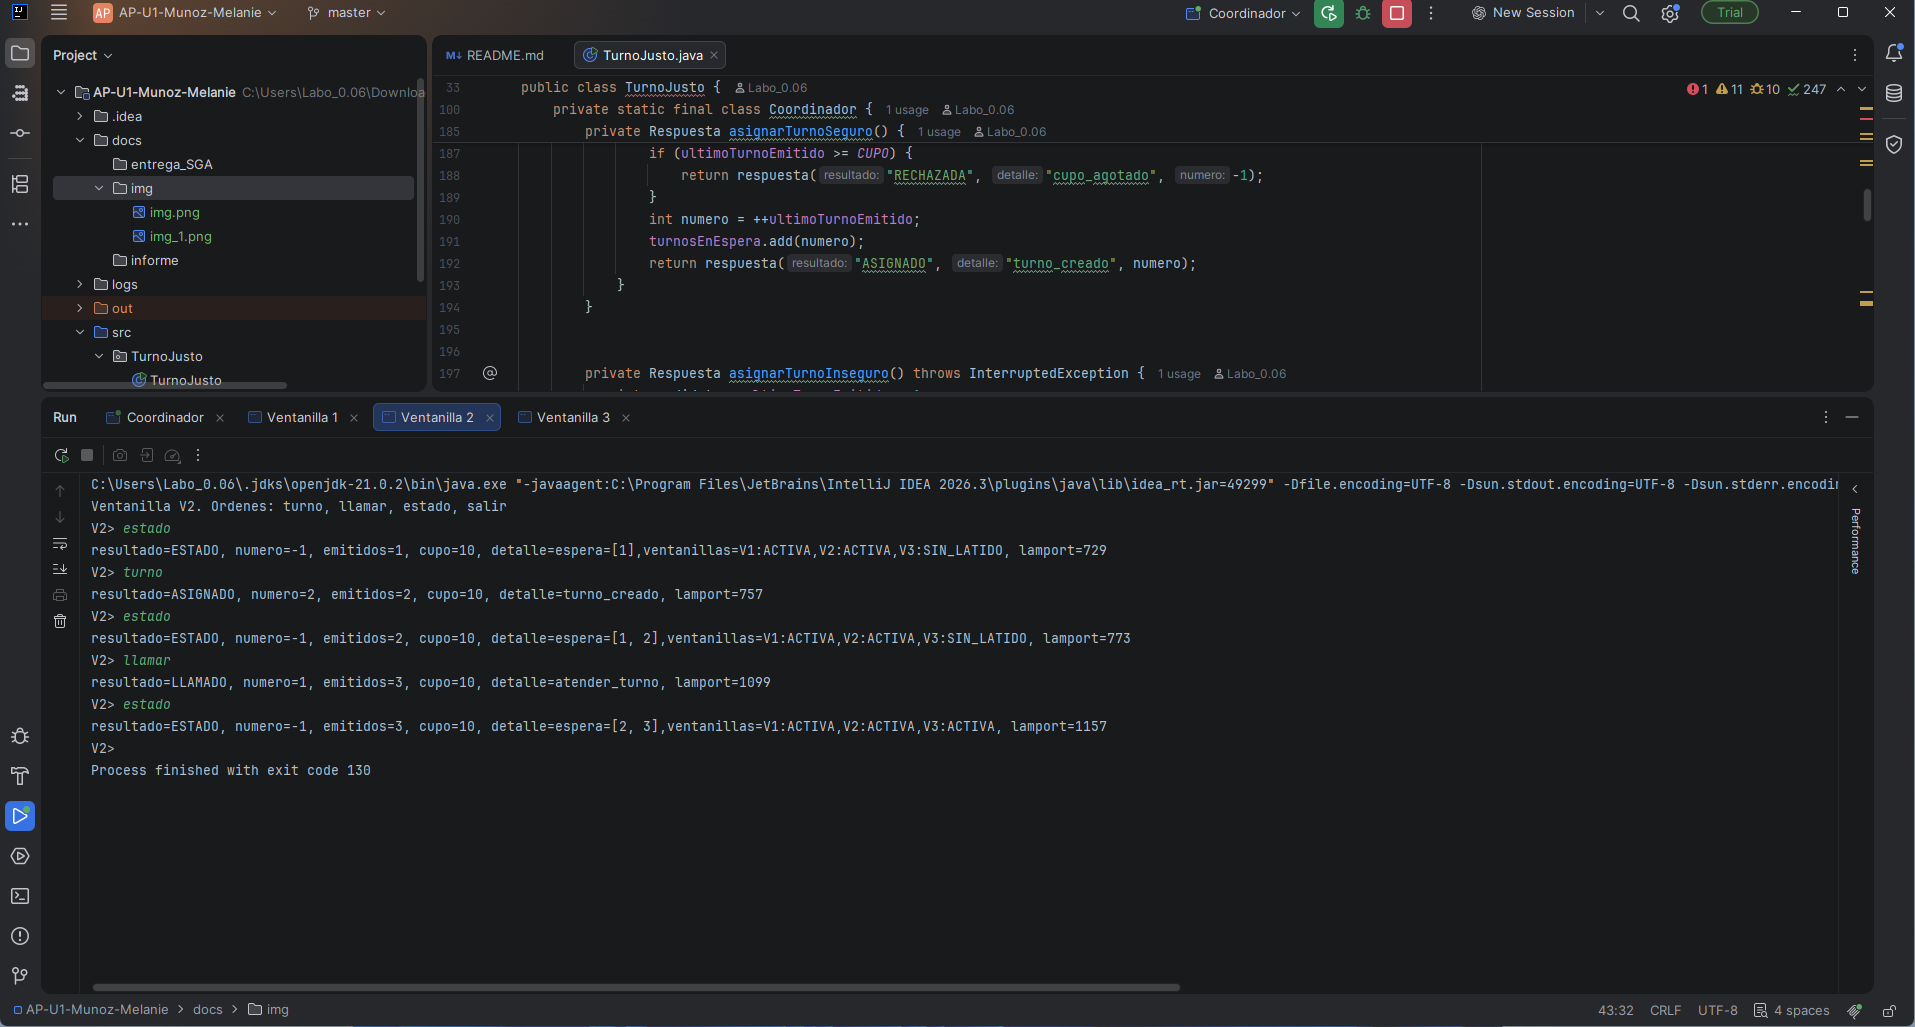 IJ
AP AP-U1-Munoz-Melanie master Coordinador New Session Trial
Project
AP-U1-Munoz-Melanie C:\Users\Labo_0.06\Downloa
.idea
docs
entrega_SGA
img
img.png
img_1.png
informe
logs
out
src
TurnoJusto
TurnoJusto
M↓ README.md TurnoJusto.java
1 11 10 247
33 public class TurnoJusto { Labo_0.06
100 private static final class Coordinador { 1 usage Labo_0.06
185 private Respuesta asignarTurnoSeguro() { 1 usage Labo_0.06
187 if (ultimoTurnoEmitido >= CUPO) {
188 return respuesta( resultado: "RECHAZADA", detalle: "cupo_agotado", numero: -1);
189 }
190 int numero = ++ultimoTurnoEmitido;
191 turnosEnEspera.add(numero);
192 return respuesta( resultado: "ASIGNADO", detalle: "turno_creado", numero);
193 }
194 }
195
196
197 @ private Respuesta asignarTurnoInseguro() throws InterruptedException { 1 usage Labo_0.06
Run Coordinador Ventanilla 1 Ventanilla 2 Ventanilla 3
C:\Users\Labo_0.06\.jdks\openjdk-21.0.2\bin\java.exe "-javaagent:C:\Program Files\JetBrains\IntelliJ IDEA 2026.3\plugins\java\lib\idea_rt.jar=49299" -Dfile.encoding=UTF-8 -Dsun.stdout.encoding=UTF-8 -Dsun.stderr.encodin
Ventanilla V2. Ordenes: turno, llamar, estado, salir
V2> estado
resultado=ESTADO, numero=-1, emitidos=1, cupo=10, detalle=espera=[1],ventanillas=V1:ACTIVA,V2:ACTIVA,V3:SIN_LATIDO, lamport=729
V2> turno
resultado=ASIGNADO, numero=2, emitidos=2, cupo=10, detalle=turno_creado, lamport=757
V2> estado
resultado=ESTADO, numero=-1, emitidos=2, cupo=10, detalle=espera=[1, 2],ventanillas=V1:ACTIVA,V2:ACTIVA,V3:SIN_LATIDO, lamport=773
V2> llamar
resultado=LLAMADO, numero=1, emitidos=3, cupo=10, detalle=atender_turno, lamport=1099
V2> estado
resultado=ESTADO, numero=-1, emitidos=3, cupo=10, detalle=espera=[2, 3],ventanillas=V1:ACTIVA,V2:ACTIVA,V3:ACTIVA, lamport=1157
V2>
Process finished with exit code 130
Performance
AP-U1-Munoz-Melanie > docs > img 43:32 CRLF UTF-8 4 spaces